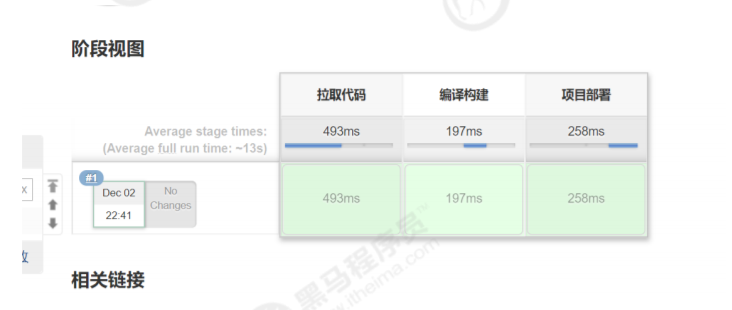 阶段视图
拉取代码 编译构建 项目部署
Average stage times: 493ms 197ms 258ms
(Average full run time: ~13s)
#1
Dec 02 No Changes 493ms 197ms 258ms
22:41
x
相关链接
黑马程序员™
www.itheima.com